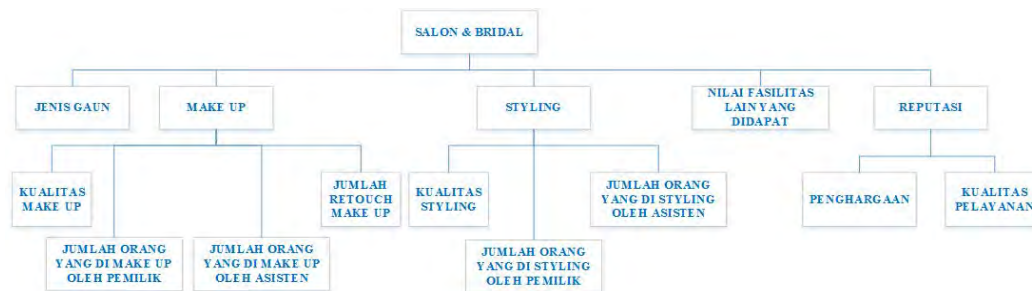 SALON & BRIDAL
JENIS GAUN
MAKE UP
STYLING
NILAI FASILITAS
LAIN YANG
DIDAPAT
REPUTASI
KUALITAS
MAKE UP
JUMLAH
RETOUCH
MAKE UP
KUALITAS
STYLING
JUMLAH ORANG
YANG DI STYLING
OLEH ASISTEN
PENGHARGAAN
KUALITAS
PELAYANAN
JUMLAH ORANG
YANG DI MAKE UP
OLEH PEMILIK
JUMLAH ORANG
YANG DI MAKE UP
OLEH ASISTEN
JUMLAH ORANG
YANG DI STYLING
OLEH PEMILIK